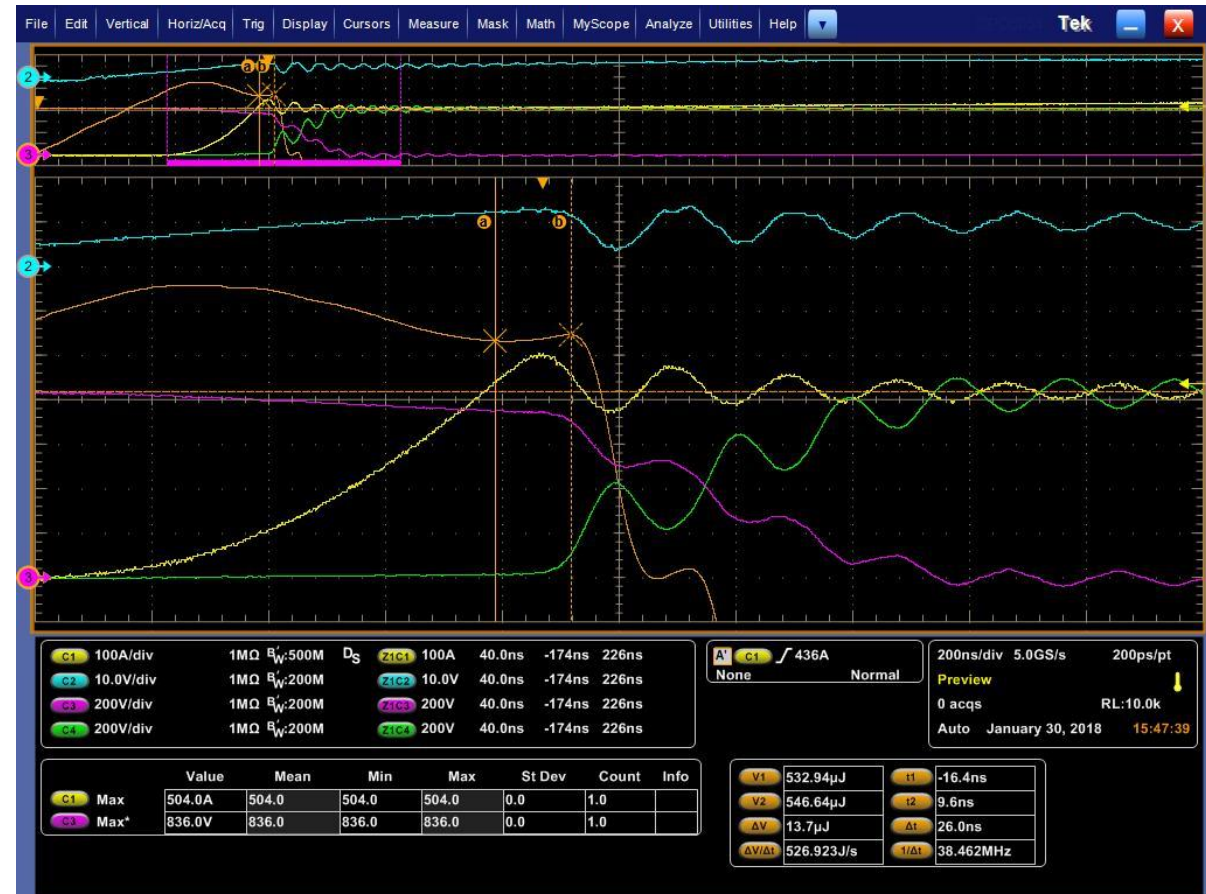 File Edit Vertical Horiz/Acq Trig Display Cursors Measure Mask Math MyScope Analyze Utilities Help Tek X
a b
2
3
a b
2
3
C1 100A/div 1MΩ BW:500M DS Z1C1 100A 40.0ns -174ns 226ns
C2 10.0V/div 1MΩ BW:200M Z1C2 10.0V 40.0ns -174ns 226ns
C3 200V/div 1MΩ BW:200M Z1C3 200V 40.0ns -174ns 226ns
C4 200V/div 1MΩ BW:200M Z1C4 200V 40.0ns -174ns 226ns
A' C1 436A
None Normal
200ns/div 5.0GS/s 200ps/pt
Preview
0 acqs RL:10.0k
Auto January 30, 2018 15:47:39
Value Mean Min Max St Dev Count Info
C1 Max 504.0A 504.0 504.0 504.0 0.0 1.0
C3 Max* 836.0V 836.0 836.0 836.0 0.0 1.0
V1 532.94µJ t1 -16.4ns
V2 546.64µJ t2 9.6ns
ΔV 13.7µJ Δt 26.0ns
ΔV/Δt 526.923J/s 1/Δt 38.462MHz